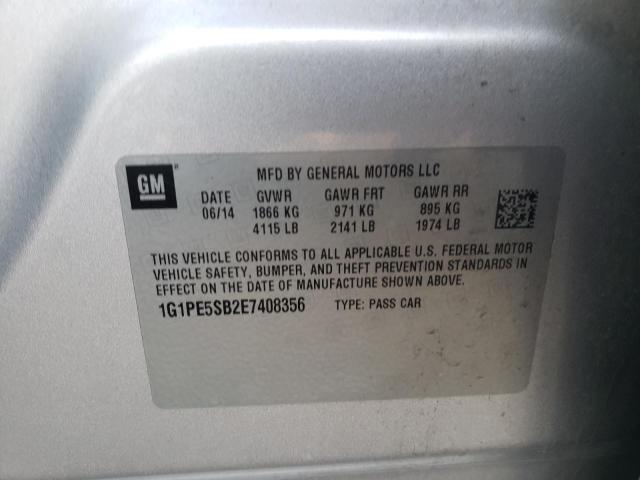 GM
MFD BY GENERAL MOTORS LLC
DATE GVWR GAWR FRT GAWR RR
06/14 1866 KG 971 KG 895 KG
4115 LB 2141 LB 1974 LB
THIS VEHICLE CONFORMS TO ALL APPLICABLE U.S. FEDERAL MOTOR
VEHICLE SAFETY, BUMPER, AND THEFT PREVENTION STANDARDS IN
EFFECT ON THE DATE OF MANUFACTURE SHOWN ABOVE.
1G1PE5SB2E7408356 TYPE: PASS CAR